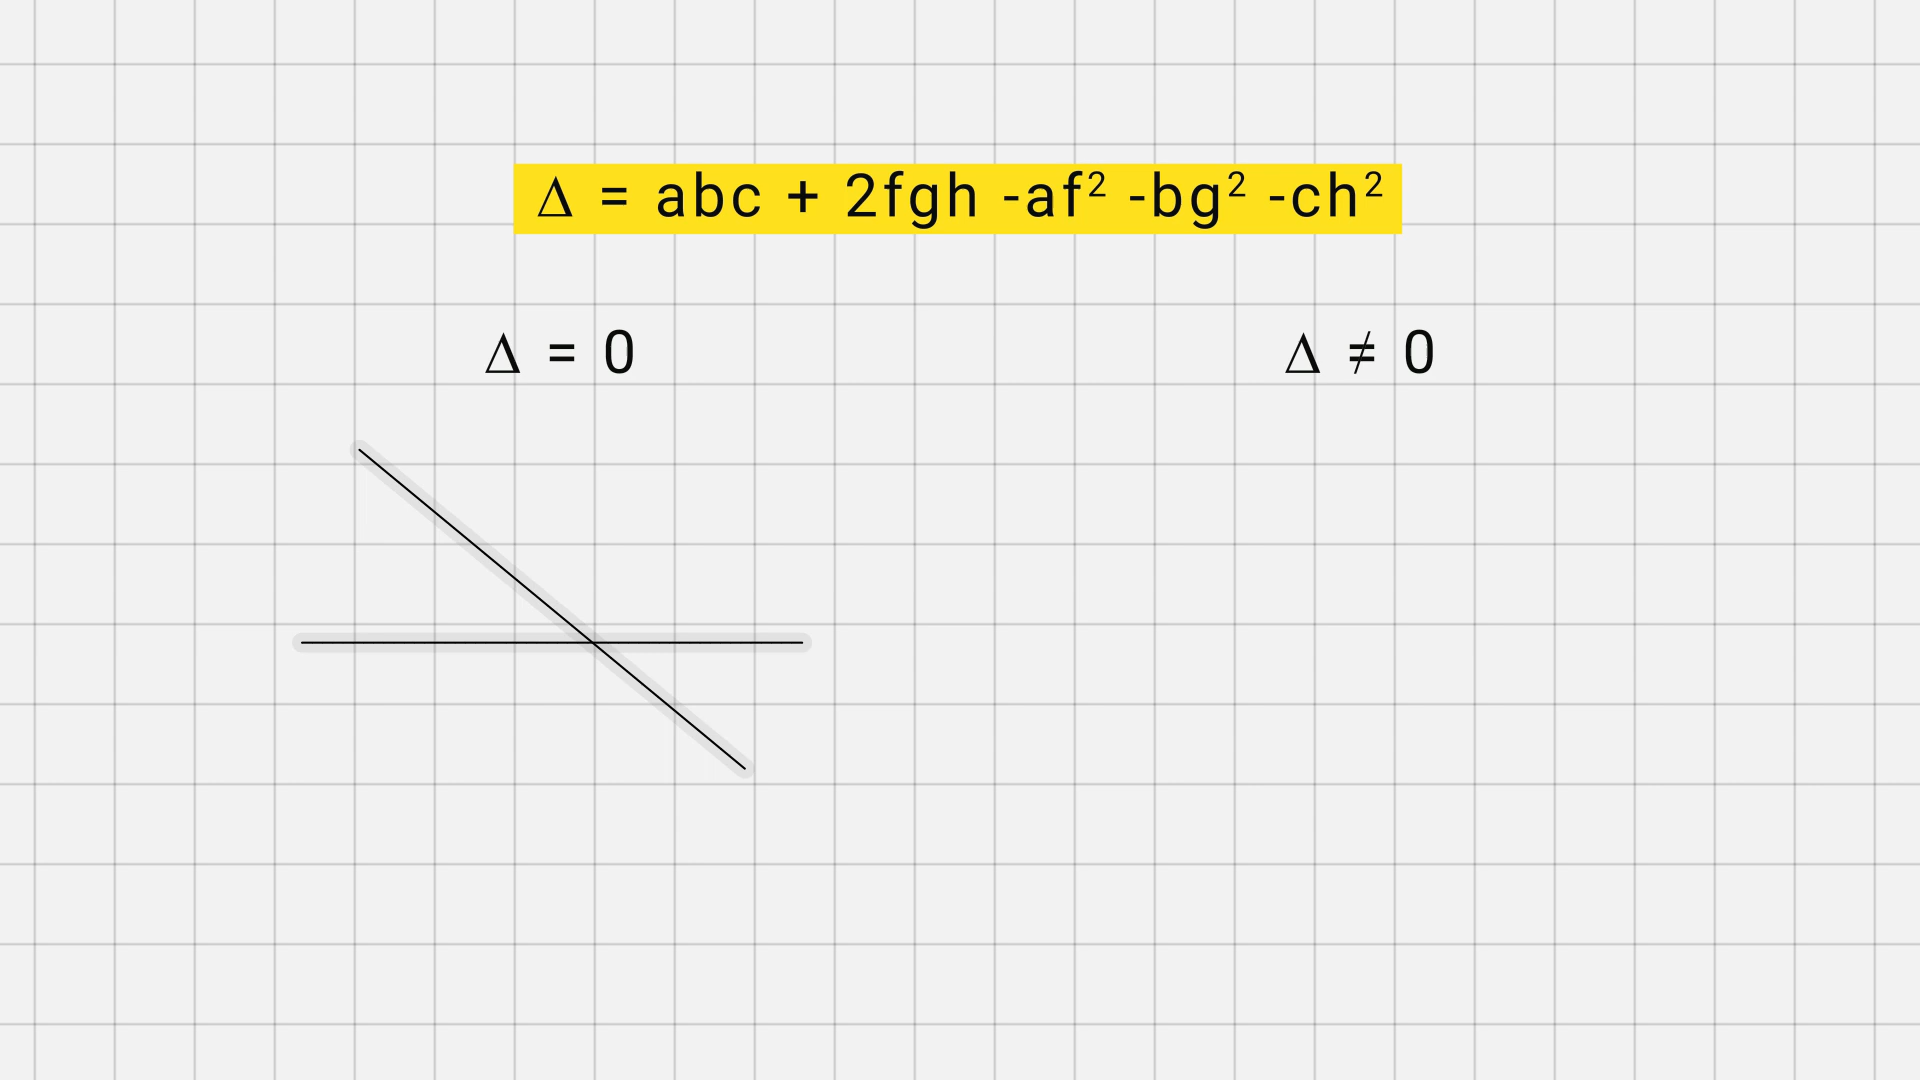 Δ = abc + 2fgh -af² -bg² -ch²
Δ = 0
Δ ≠ 0